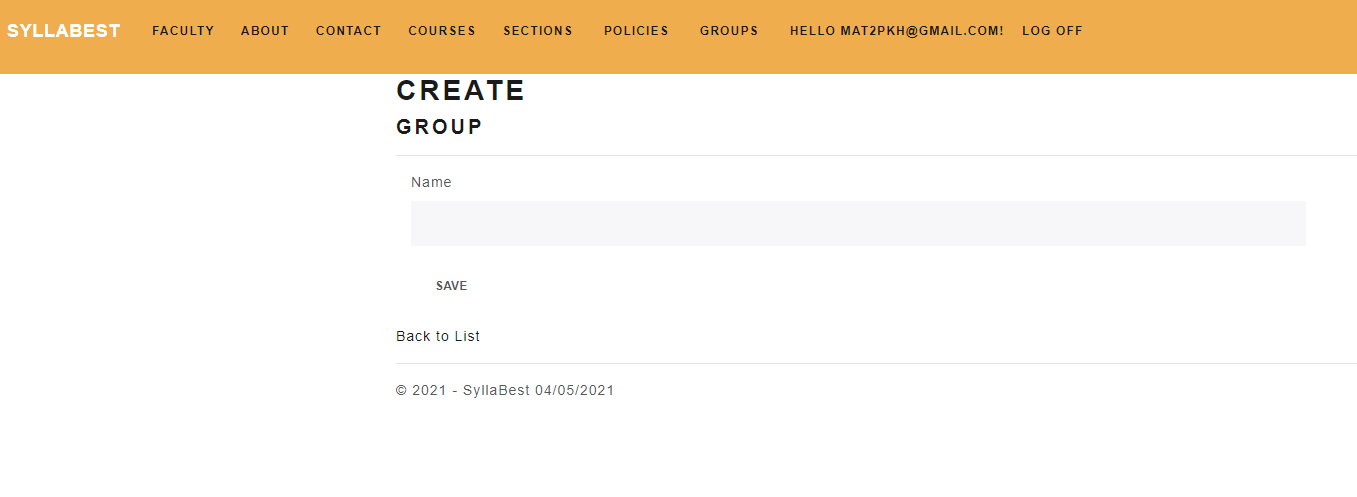 SYLLABEST FACULTY ABOUT CONTACT COURSES SECTIONS POLICIES GROUPS HELLO MAT2PKH@GMAIL.COM! LOG OFF
CREATE
GROUP
Name
SAVE
Back to List
© 2021 - SyllaBest 04/05/2021